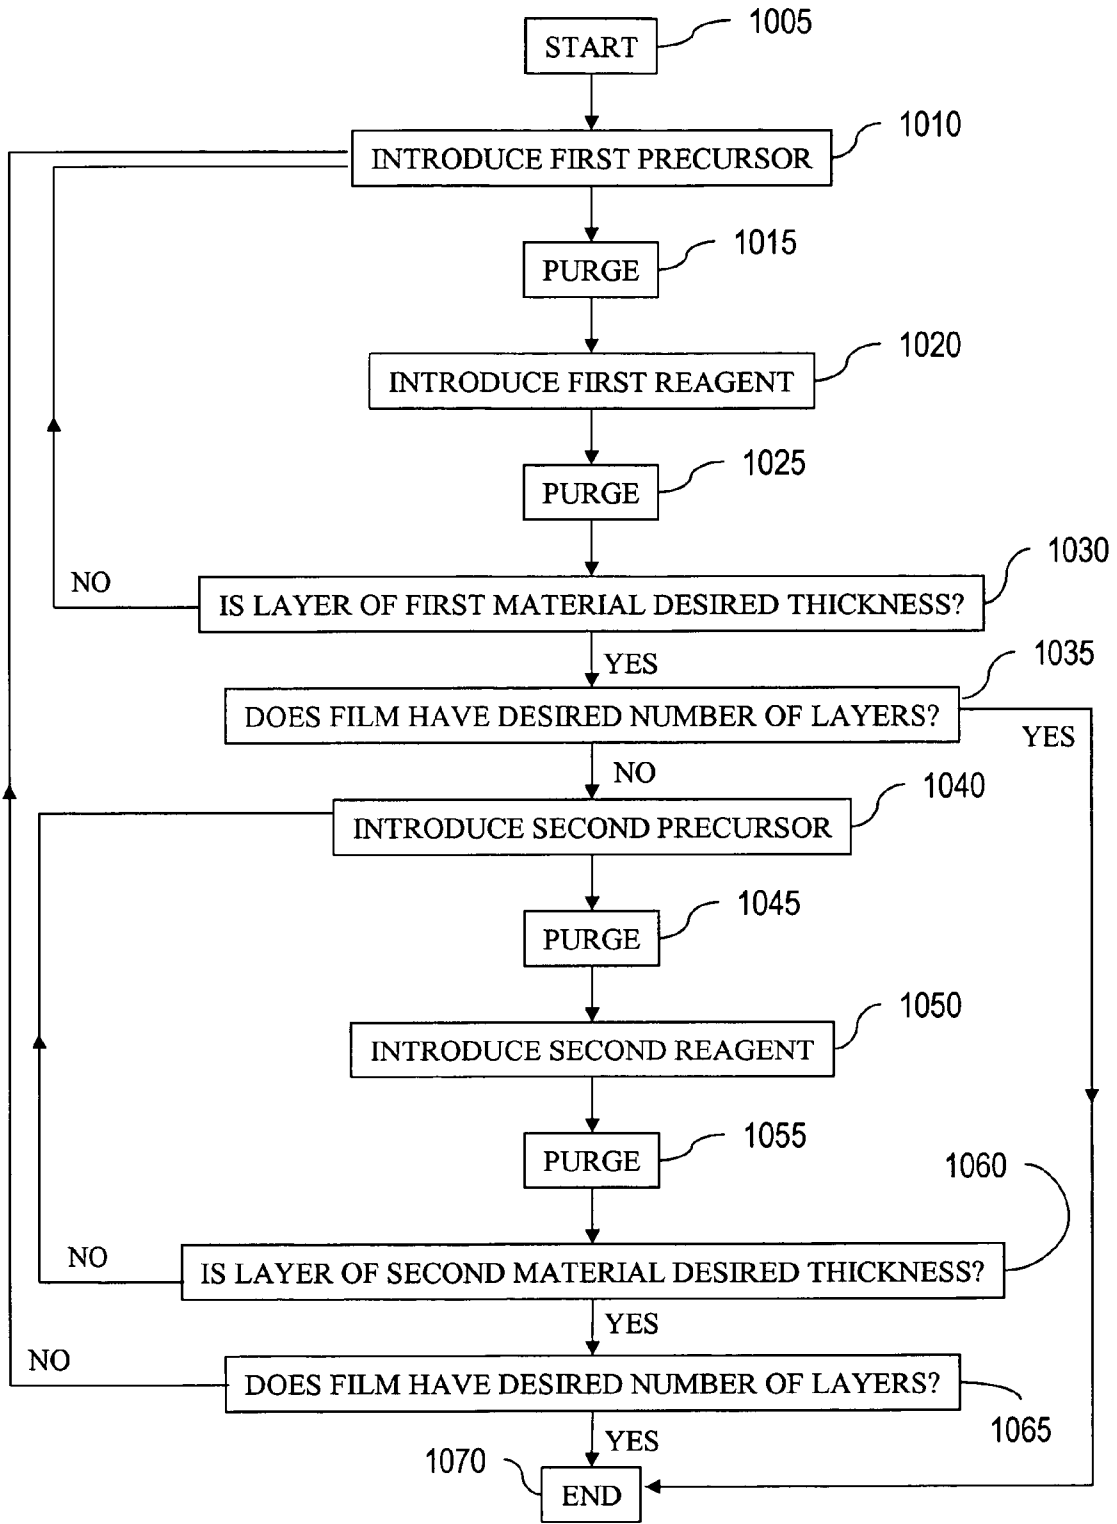 1005
START
1010
INTRODUCE FIRST PRECURSOR
1015
PURGE
1020
INTRODUCE FIRST REAGENT
1025
PURGE
1030
NO
IS LAYER OF FIRST MATERIAL DESIRED THICKNESS?
YES
1035
DOES FILM HAVE DESIRED NUMBER OF LAYERS?
YES
NO
1040
INTRODUCE SECOND PRECURSOR
1045
PURGE
1050
INTRODUCE SECOND REAGENT
1055
PURGE
1060
NO
IS LAYER OF SECOND MATERIAL DESIRED THICKNESS?
YES
NO
DOES FILM HAVE DESIRED NUMBER OF LAYERS?
1065
YES
1070
END